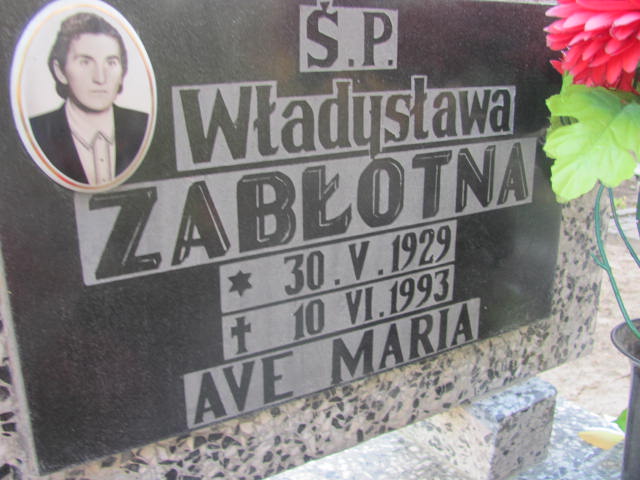 Ś.P.
Władysława
ZABŁOTNA
* 30.V.1929
† 10 VI.1993
AVE MARIA